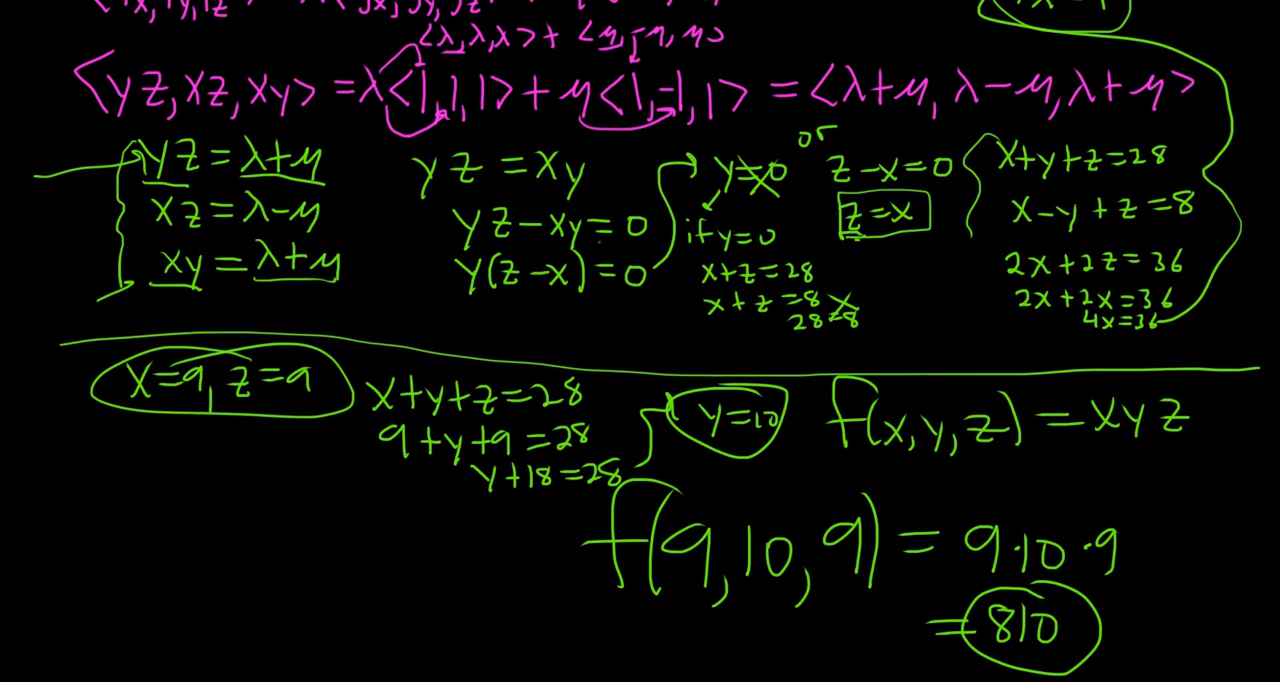 <λ,λ,λ> + <μ,-μ,μ>
<yz,xz,xy> = λ<1,1,1> + μ<1,-1,1> = <λ+μ, λ-μ, λ+μ>
yz = λ+μ
xz = λ-μ
xy = λ+μ
yz = xy
yz - xy = 0
y(z-x) = 0
y=0 or z-x=0
z=x
if y=0
x+z=28
x+z=8
28=8
x+y+z=28
x-y+z=8
2x+2z=36
2x+2x=36
4x=36
x=9, z=9
x+y+z=28
9+y+9=28
y+18=28
y=10
f(x,y,z) = xyz
f(9,10,9) = 9·10·9
= 810